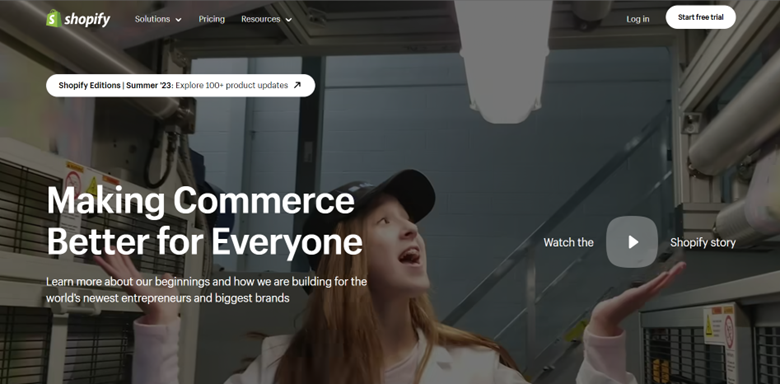 shopify
Solutions
Pricing
Resources
Log in
Start free trial
Shopify Editions | Summer '23: Explore 100+ product updates
Making Commerce
Better for Everyone
Watch the
Shopify story
Learn more about our beginnings and how we are building for the
world's newest entrepreneurs and biggest brands